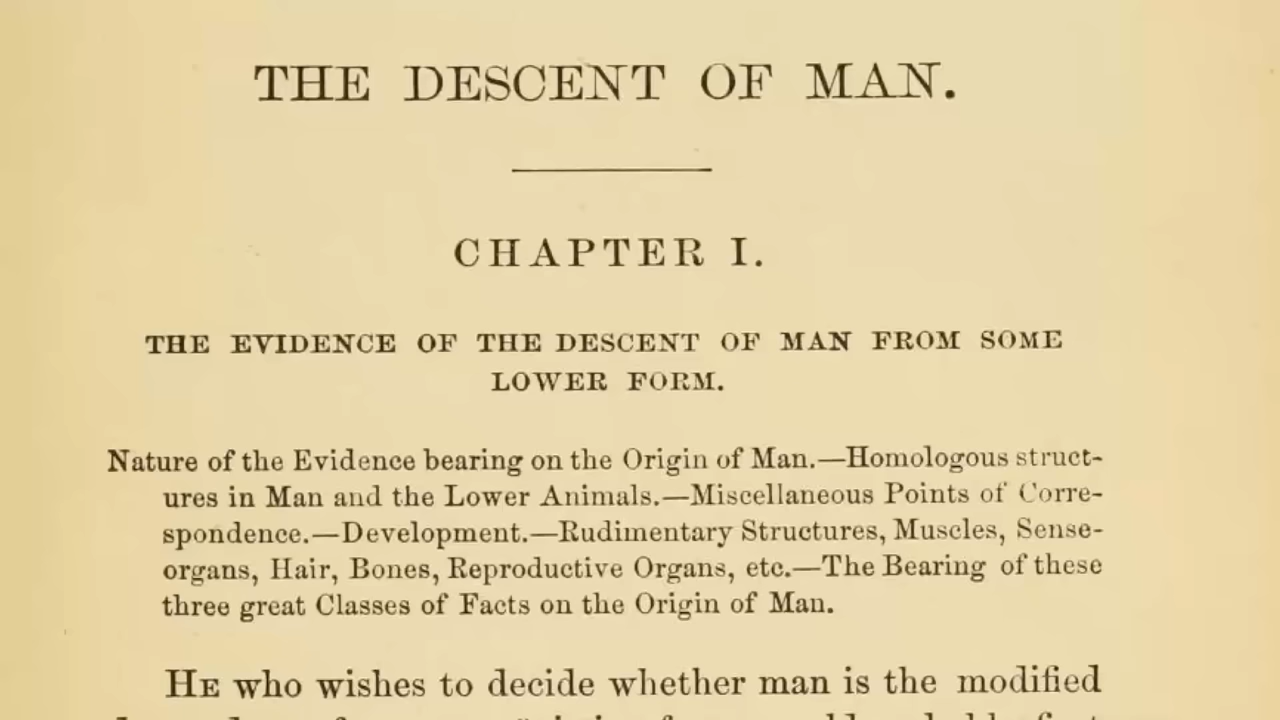 THE DESCENT OF MAN.
CHAPTER I.
THE EVIDENCE OF THE DESCENT OF MAN FROM SOME
LOWER FORM.
Nature of the Evidence bearing on the Origin of Man.—Homologous struct-
ures in Man and the Lower Animals.—Miscellaneous Points of Corre-
spondence.—Development.—Rudimentary Structures, Muscles, Sense-
organs, Hair, Bones, Reproductive Organs, etc.—The Bearing of these
three great Classes of Facts on the Origin of Man.
HE who wishes to decide whether man is the modified